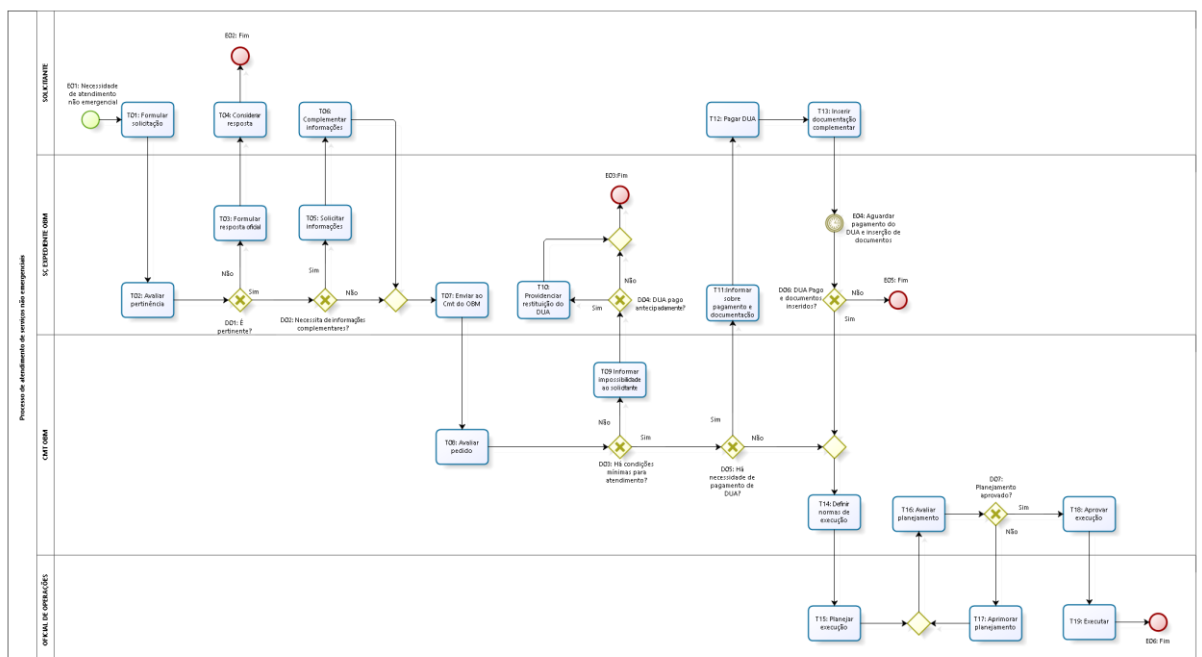 Processo de atendimento de serviços não emergenciais
SOLICITANTE
E01: Necessidade
de atendimento
não emergencial
T01: Formular
solicitação
E02: Fim
T04: Considerar
resposta
T06:
Complementar
informações
T12: Pagar DUA
T13: Inserir
documentação
complementar
SC EXPEDIENTE OBM
T02: Avaliar
pertinência
T03: Formular
resposta oficial
Não
Sim
D01: É
pertinente?
T05: Solicitar
informações
Sim
Não
D02: Necessita de informações
complementares?
T07: Enviar ao
Cmt do OBM
E03:Fim
T10:
Providenciar
restituição do
DUA
Não
Sim
D04: DUA pago
antecipadamente?
T11:Informar
sobre
pagamento e
documentação
E04: Aguardar
pagamento do
DUA e inserção de
documentos
D06: DUA Pago
e documentos
inseridos?
Não
Sim
E05: Fim
CMT OBM
T08: Avaliar
pedido
T09 Informar
impossibilidade
ao solicitante
Não
Sim
D03: Há condições
mínimas para
atendimento?
Sim
Não
D05: Há
necessidade de
pagamento de
DUA?
T14: Definir
normas de
execução
T16: Avaliar
planejamento
D07:
Planejamento
aprovado?
Sim
Não
T18: Aprovar
execução
OFICIAL DE OPERAÇÕES
T15: Planejar
execução
T17: Aprimorar
planejamento
T19: Executar
E06: Fim